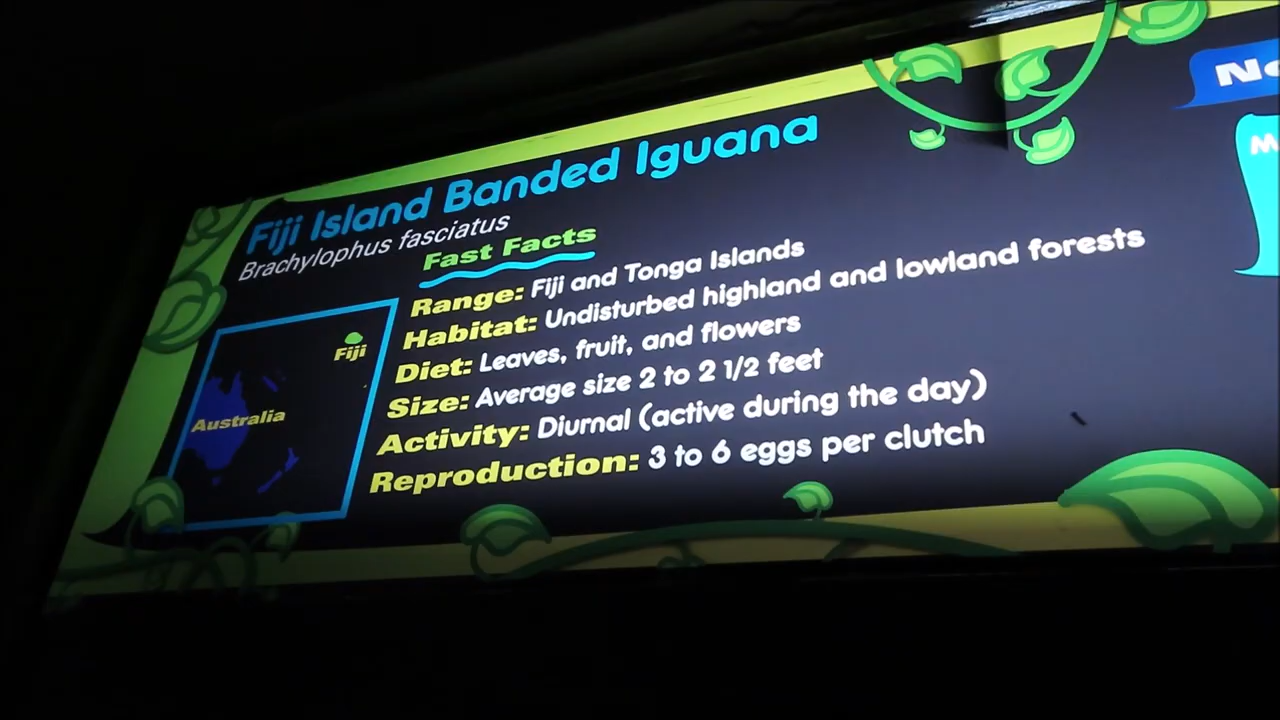 Fiji Island Banded Iguana
Brachylophus fasciatus
Fast Facts
Range: Fiji and Tonga Islands
Habitat: Undisturbed highland and lowland forests
Diet: Leaves, fruit, and flowers
Size: Average size 2 to 2 1/2 feet
Activity: Diurnal (active during the day)
Reproduction: 3 to 6 eggs per clutch
Fiji
Australia